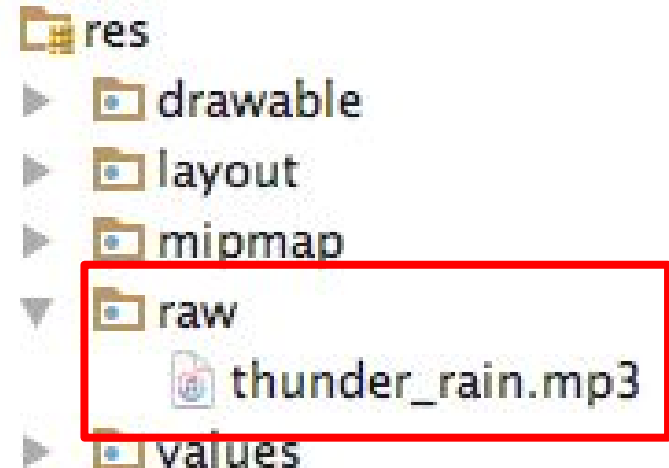 res
drawable
layout
mipmap
raw
thunder_rain.mp3
values